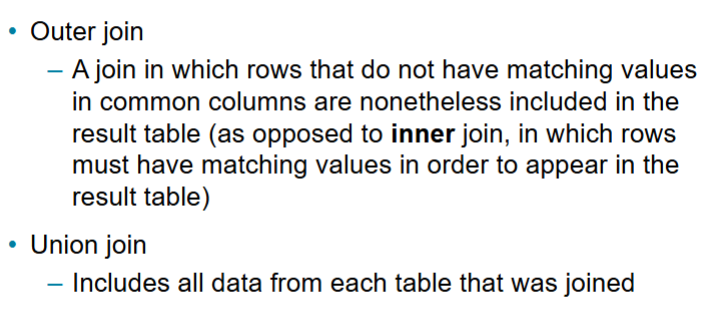 • Outer join
– A join in which rows that do not have matching values
in common columns are nonetheless included in the
result table (as opposed to inner join, in which rows
must have matching values in order to appear in the
result table)
• Union join
– Includes all data from each table that was joined